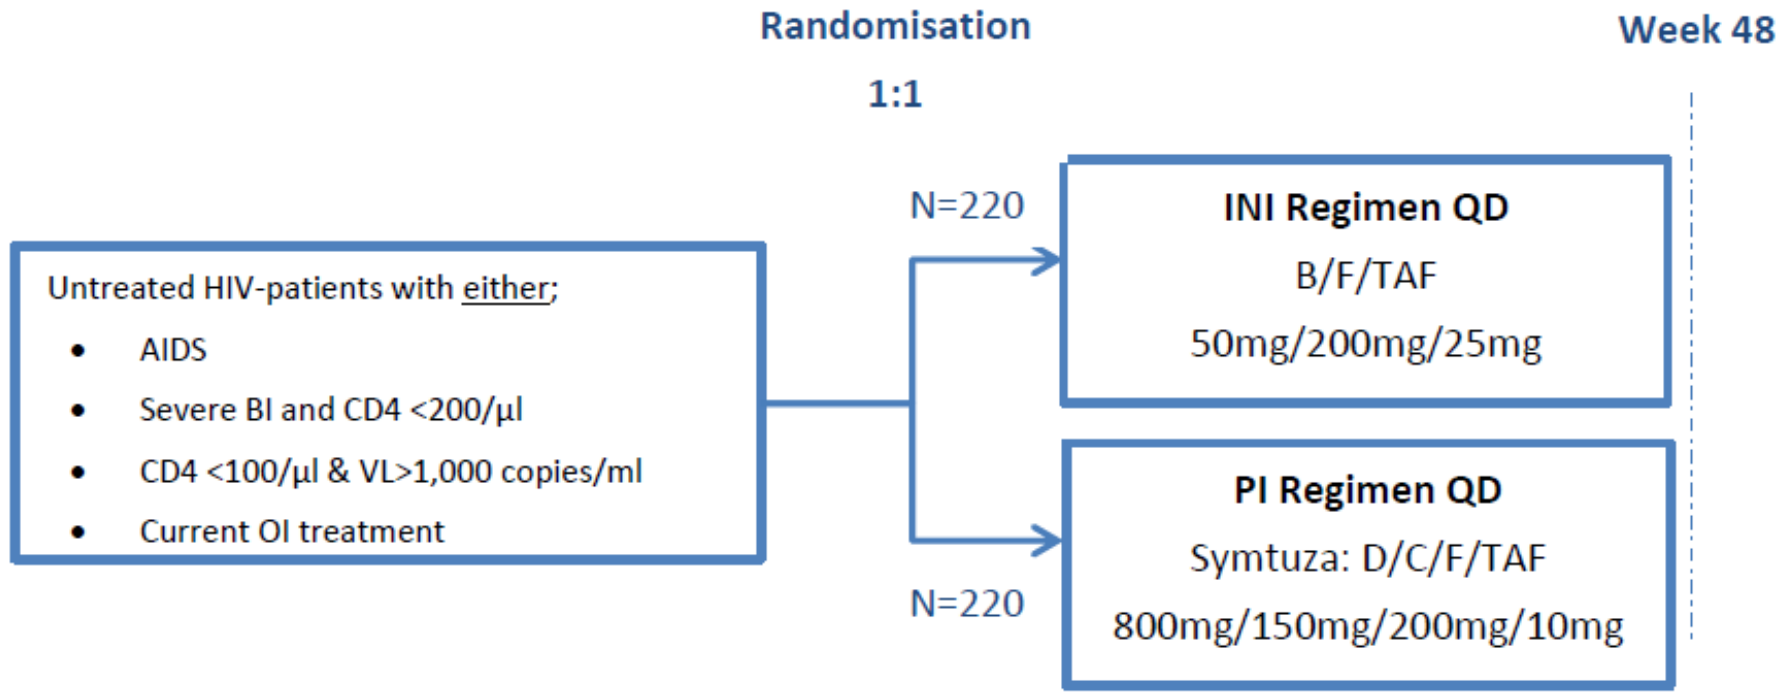 Randomisation
1:1
Week 48
Untreated HIV-patients with either;
• AIDS
• Severe BI and CD4 <200/µl
• CD4 <100/µl & VL>1,000 copies/ml
• Current OI treatment
N=220
INI Regimen QD
B/F/TAF
50mg/200mg/25mg
N=220
PI Regimen QD
Symtuza: D/C/F/TAF
800mg/150mg/200mg/10mg